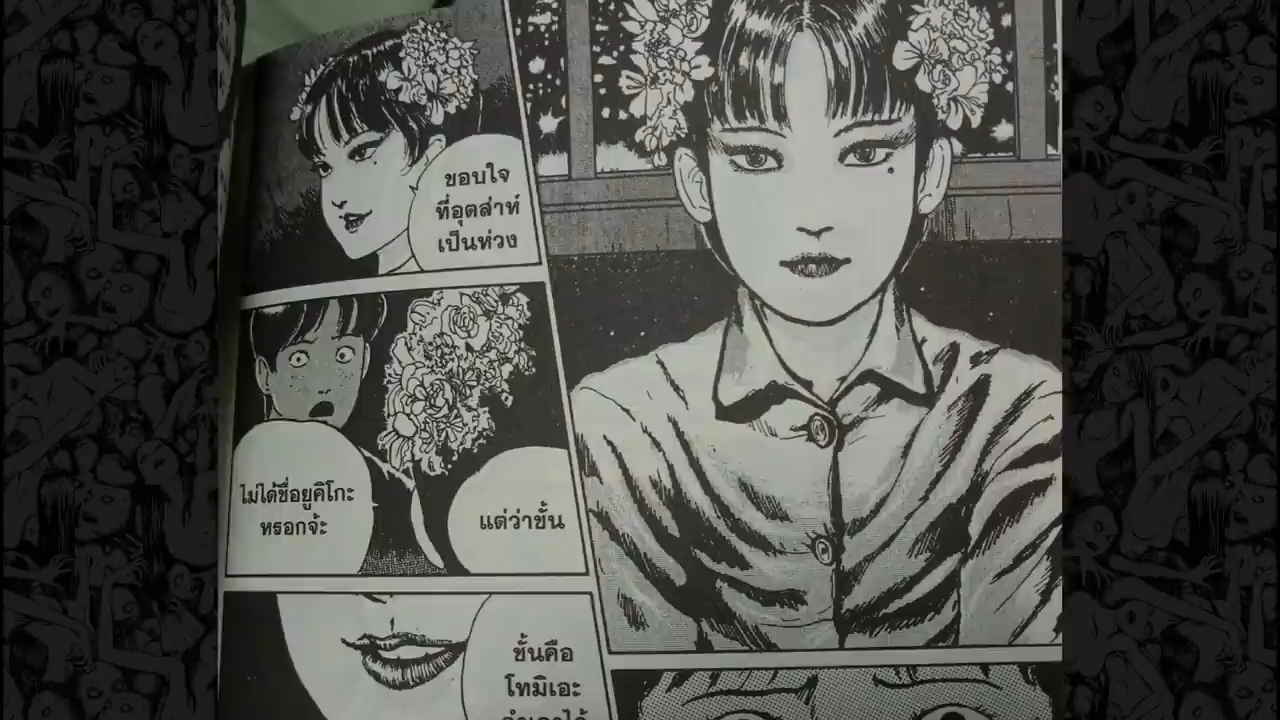 ขอบใจ
ที่อุตส่าห์
เป็นห่วง
แต่ว่าชั้น
ไม่ได้ชื่อยูคิโกะ
หรอกจ้ะ
ชั้นคือ
โทมิเอะ